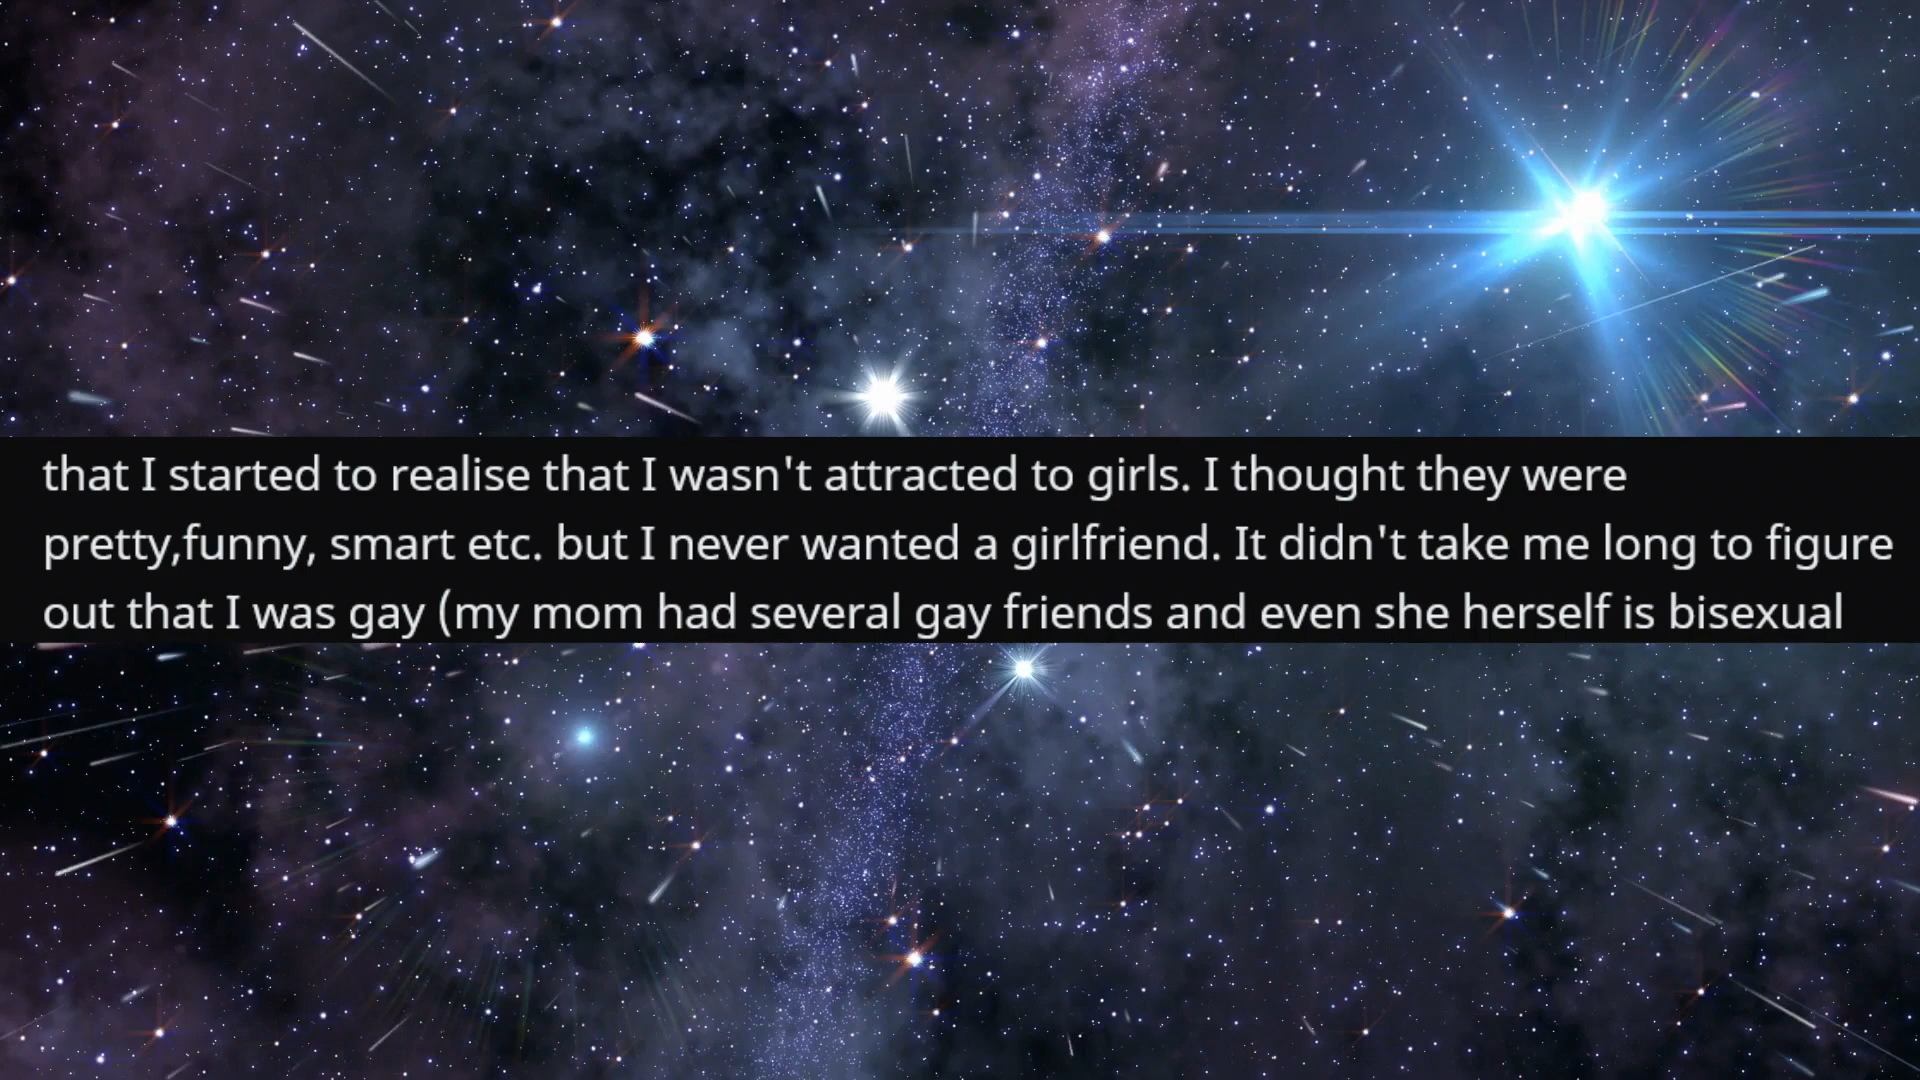 that I started to realise that I wasn't attracted to girls. I thought they were
pretty,funny, smart etc. but I never wanted a girlfriend. It didn't take me long to figure
out that I was gay (my mom had several gay friends and even she herself is bisexual